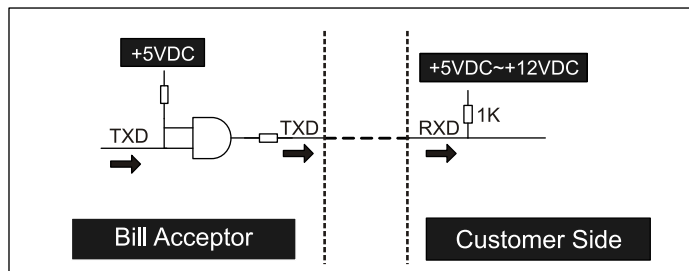 +5VDC
+5VDC~+12VDC
1K
TXD
TXD
RXD
Bill Acceptor
Customer Side